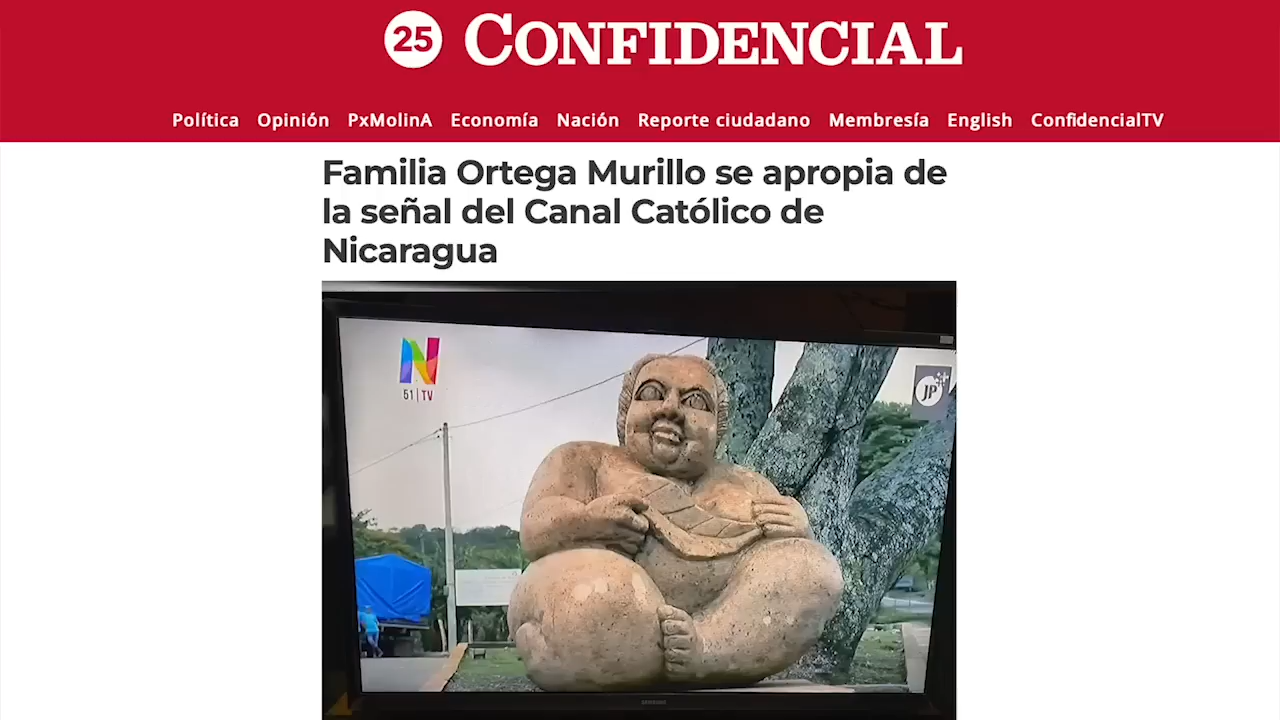 25 CONFIDENCIAL
Política Opinión PxMolinA Economía Nación Reporte ciudadano Membresía English ConfidencialTV
Familia Ortega Murillo se apropia de
la señal del Canal Católico de
Nicaragua
N
51 | TV
JP
SAMSUNG